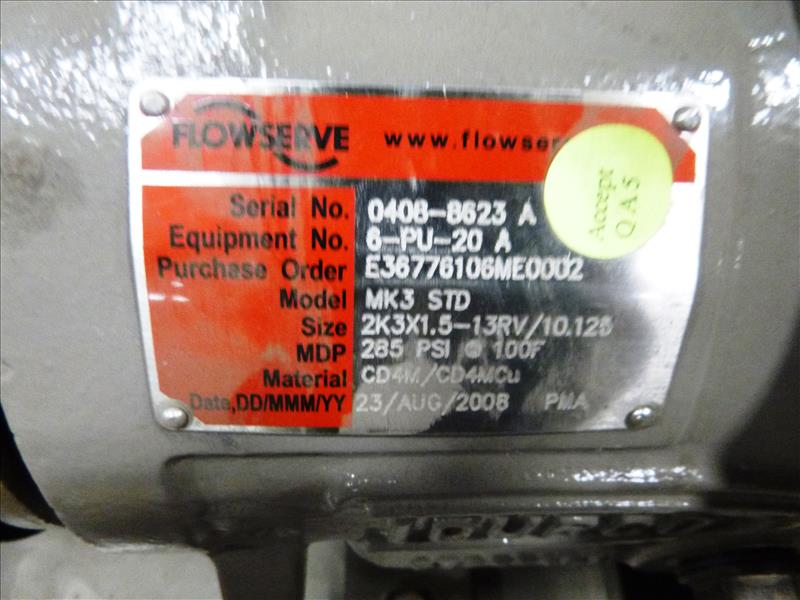 FLOWSERVE www.flowser
Accept
QA5
Serial No. 0408-8623 A
Equipment No. 6-PU-20 A
Purchase Order E36776106ME0002
Model MK3 STD
Size 2K3X1.5-13RV/10.125
MDP 285 PSI @ 100F
Material CD4M/CD4MCu
Date,DD/MMM/YY 23/AUG/2008 PMA